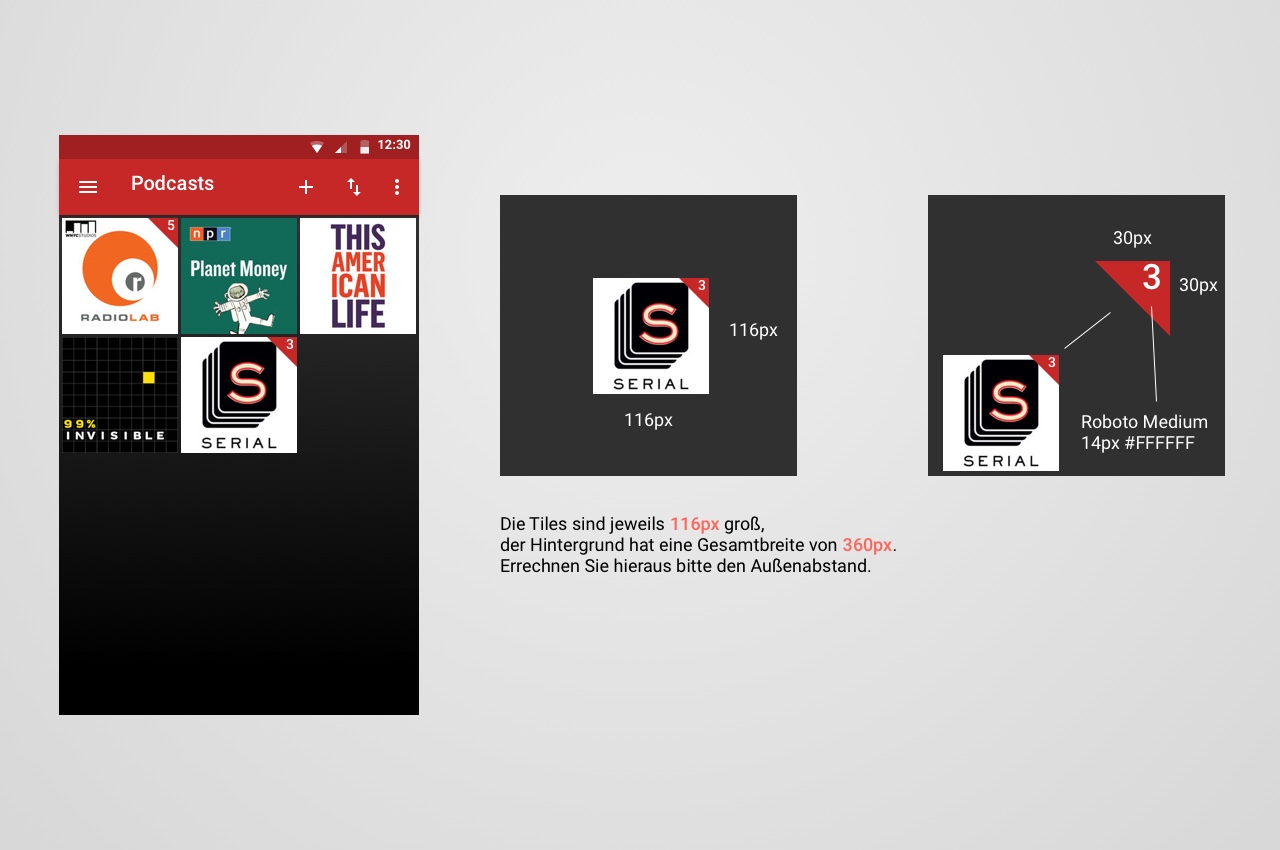 12:30
Podcasts
WNYC STUDIOS
5
RADIOLAB
npr
Planet Money
THIS
AMER
ICAN
LIFE
99%
INVISIBLE
3
S
SERIAL
3
S
SERIAL
116px
116px
30px
3
30px
3
S
SERIAL
Roboto Medium
14px #FFFFFF
Die Tiles sind jeweils 116px groß,
der Hintergrund hat eine Gesamtbreite von 360px.
Errechnen Sie hieraus bitte den Außenabstand.